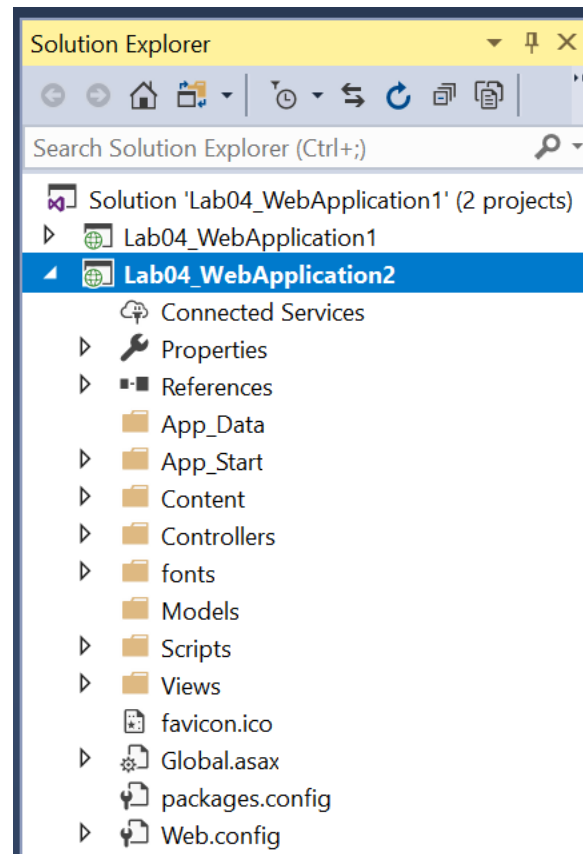 Solution Explorer
Search Solution Explorer (Ctrl+;)
Solution 'Lab04_WebApplication1' (2 projects)
Lab04_WebApplication1
Lab04_WebApplication2
Connected Services
Properties
References
App_Data
App_Start
Content
Controllers
fonts
Models
Scripts
Views
favicon.ico
Global.asax
packages.config
Web.config